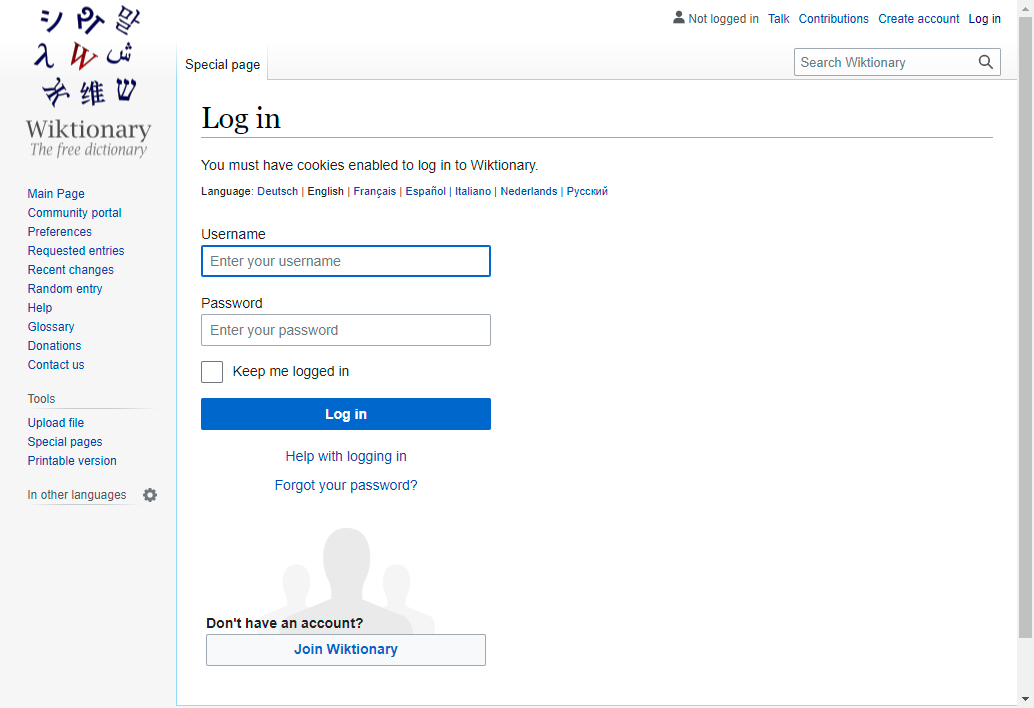 シ প্র 말
λ W ش
अ 维 ש
Wiktionary
The free dictionary
Not logged in Talk Contributions Create account Log in
Special page
Search Wiktionary
Log in
You must have cookies enabled to log in to Wiktionary.
Language: Deutsch | English | Français | Español | Italiano | Nederlands | Русский
Username
Enter your username
Password
Enter your password
Keep me logged in
Log in
Help with logging in
Forgot your password?
Don't have an account?
Join Wiktionary
Main Page
Community portal
Preferences
Requested entries
Recent changes
Random entry
Help
Glossary
Donations
Contact us
Tools
Upload file
Special pages
Printable version
In other languages